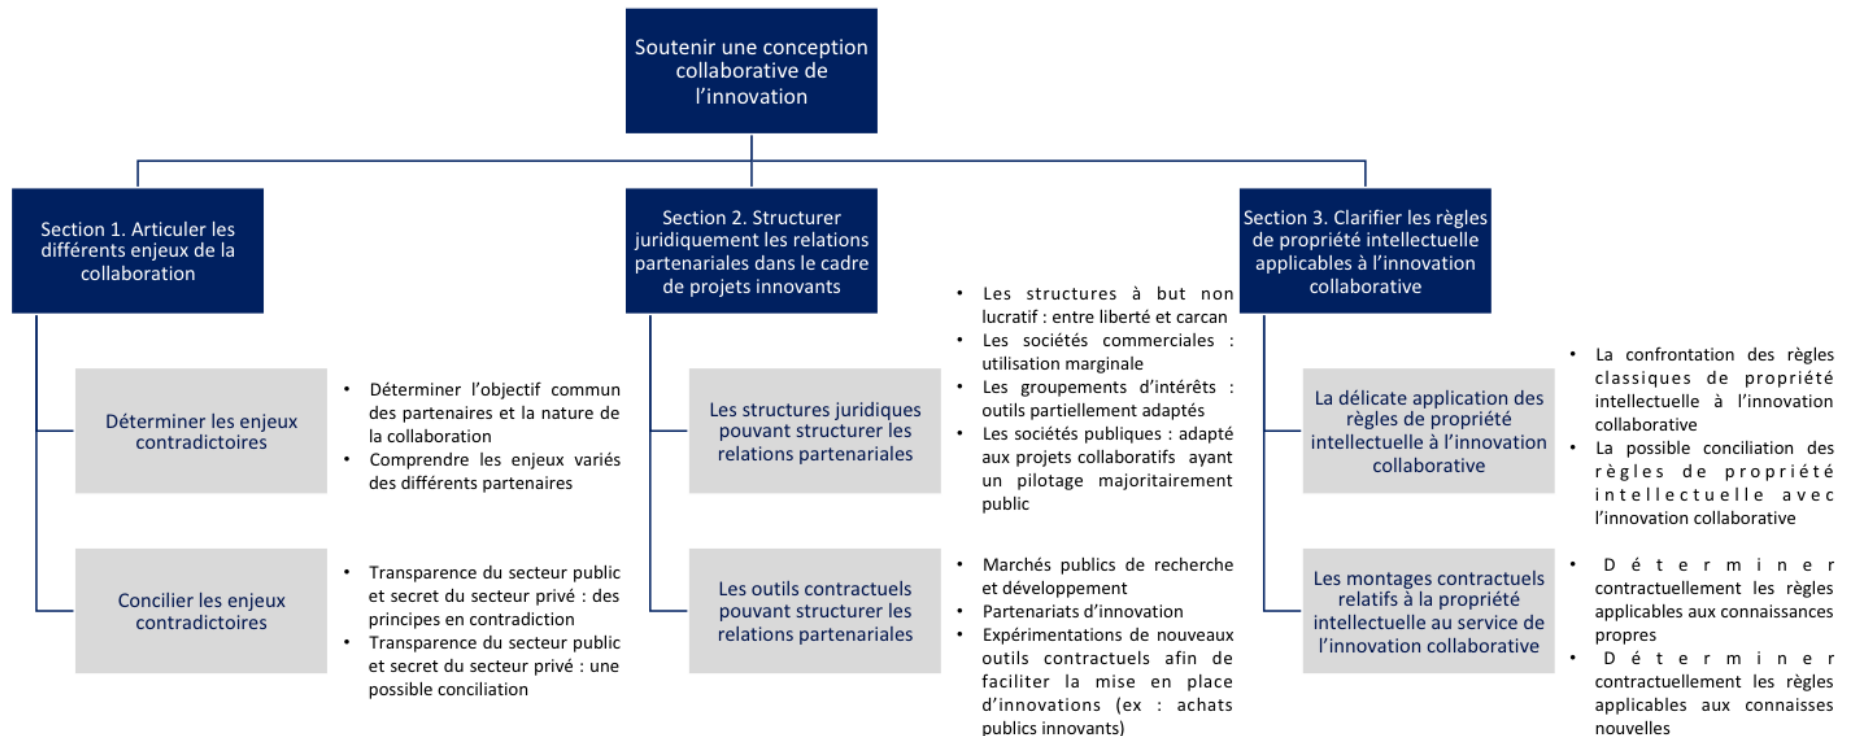 Soutenir une conception
collaborative de
l’innovation
Section 1. Articuler les
différents enjeux de la
collaboration
Déterminer les enjeux
contradictoires
• Déterminer l’objectif commun
des partenaires et la nature de
la collaboration
• Comprendre les enjeux variés
des différents partenaires
Concilier les enjeux
contradictoires
• Transparence du secteur public
et secret du secteur privé : des
principes en contradiction
• Transparence du secteur public
et secret du secteur privé : une
possible conciliation
Section 2. Structurer
juridiquement les relations
partenariales dans le cadre
de projets innovants
Les structures juridiques
pouvant structurer les
relations partenariales
• Les structures à but non
lucratif : entre liberté et carcan
• Les sociétés commerciales :
utilisation marginale
• Les groupements d’intérêts :
outils partiellement adaptés
• Les sociétés publiques : adapté
aux projets collaboratifs ayant
un pilotage majoritairement
public
Les outils contractuels
pouvant structurer les
relations partenariales
• Marchés publics de recherche
et développement
• Partenariats d’innovation
• Expérimentations de nouveaux
outils contractuels afin de
faciliter la mise en place
d’innovations (ex : achats
publics innovants)
Section 3. Clarifier les règles
de propriété intellectuelle
applicables à l’innovation
collaborative
La délicate application des
règles de propriété
intellectuelle à l’innovation
collaborative
• La confrontation des règles
classiques de propriété
intellectuelle à l’innovation
collaborative
• La possible conciliation des
règles de propriété
intellectuelle avec
l’innovation collaborative
Les montages contractuels
relatifs à la propriété
intellectuelle au service de
l’innovation collaborative
• Déterminer
contractuellement les règles
applicables aux connaissances
propres
• Déterminer
contractuellement les règles
applicables aux connaisses
nouvelles